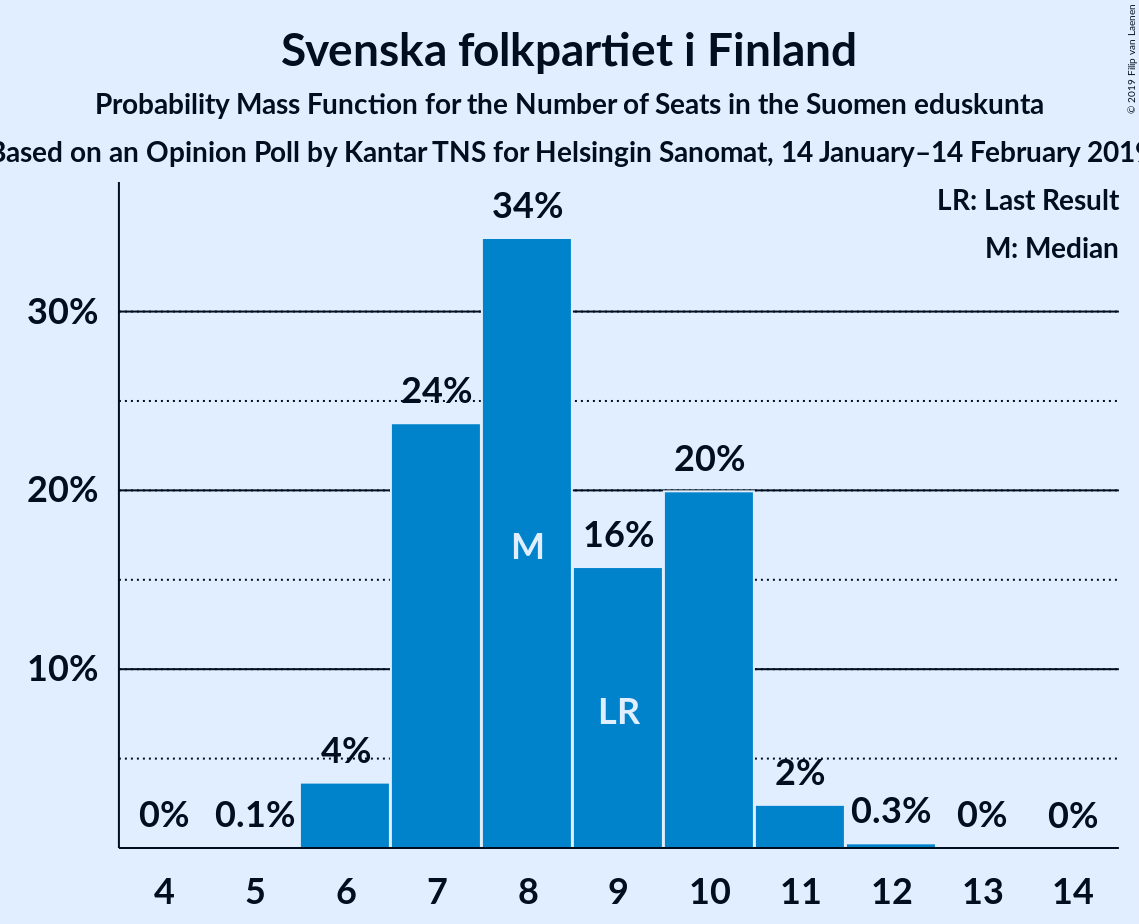 Svenska folkpartiet i Finland
Probability Mass Function for the Number of Seats in the Suomen eduskunta
Based on an Opinion Poll by Kantar TNS for Helsingin Sanomat, 14 January–14 February 2019
© 2019 Filip van Laenen
LR: Last Result
M: Median
30%
20%
10%
0%
0.1%
4%
24%
34%
16%
20%
2%
0.3%
0%
0%
M
LR
4 5 6 7 8 9 10 11 12 13 14